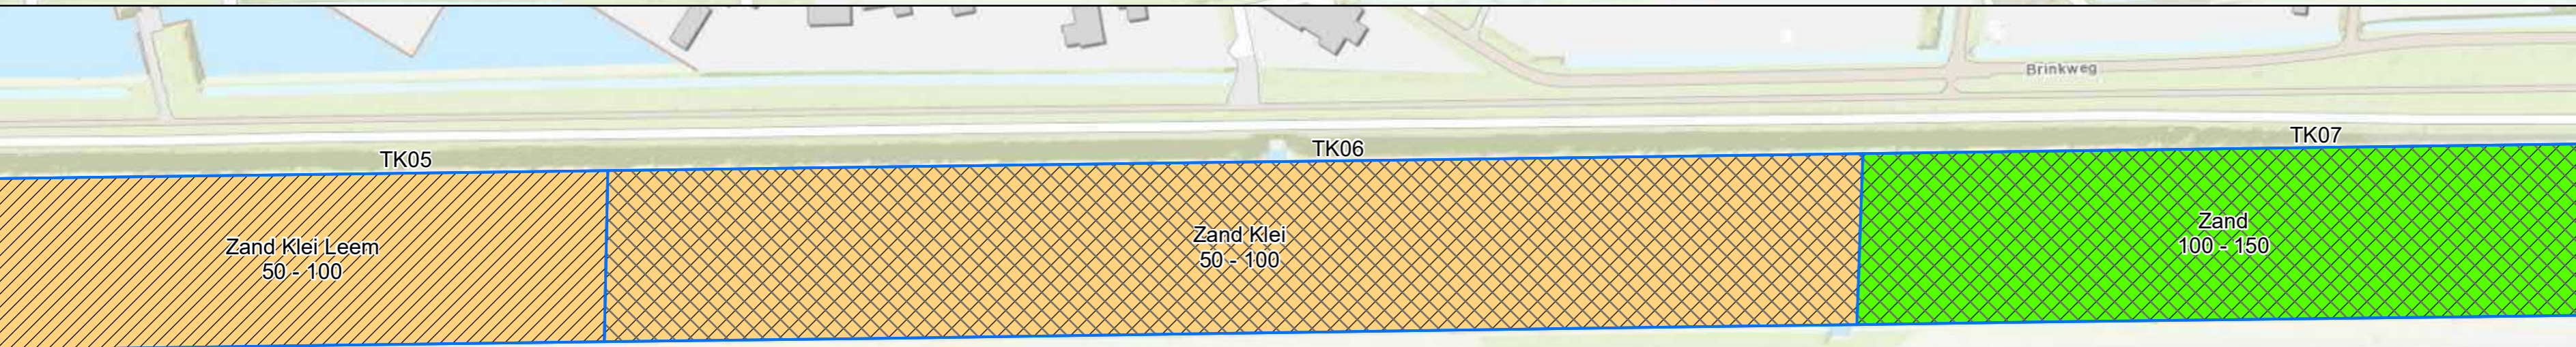 Brinkweg
TK05
TK06
TK07
Zand Klei Leem
50 - 100
Zand Klei
50 - 100
Zand
100 - 150